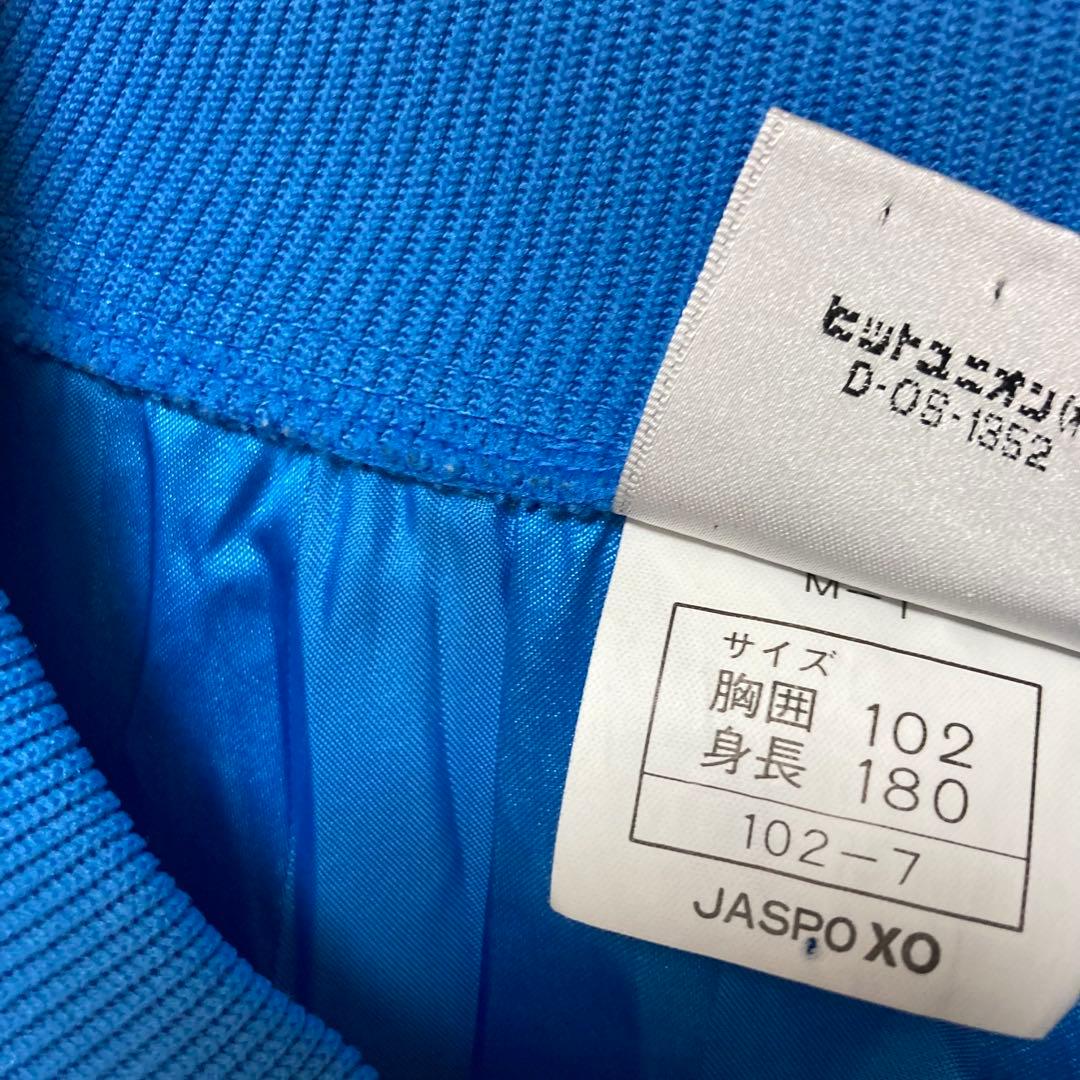 ヒットユニオン(
D-OS-1352
M-1
サイズ
胸囲 102
身長 180
102-7
JASPO XO